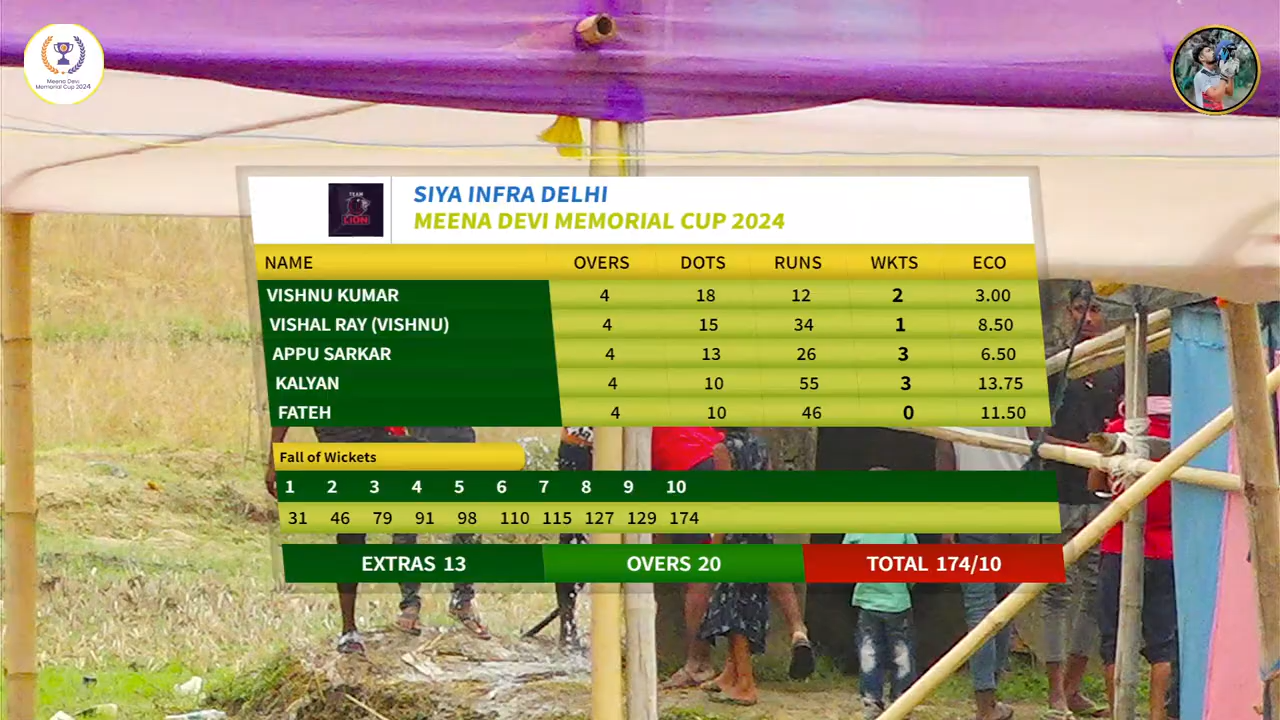 Meena Devi
Memorial Cup 2024
TEAM
LION
SIYA INFRA DELHI
MEENA DEVI MEMORIAL CUP 2024
NAME OVERS DOTS RUNS WKTS ECO
VISHNU KUMAR 4 18 12 2 3.00
VISHAL RAY (VISHNU) 4 15 34 1 8.50
APPU SARKAR 4 13 26 3 6.50
KALYAN 4 10 55 3 13.75
FATEH 4 10 46 0 11.50
Fall of Wickets
1 2 3 4 5 6 7 8 9 10
31 46 79 91 98 110 115 127 129 174
EXTRAS 13 OVERS 20 TOTAL 174/10